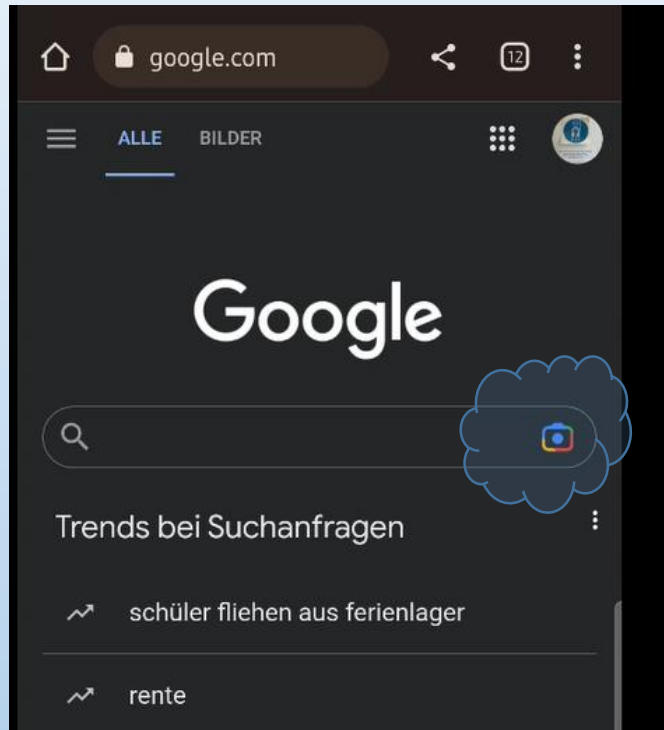 google.com
12
ALLE BILDER
Google
Trends bei Suchanfragen
schüler fliehen aus ferienlager
rente